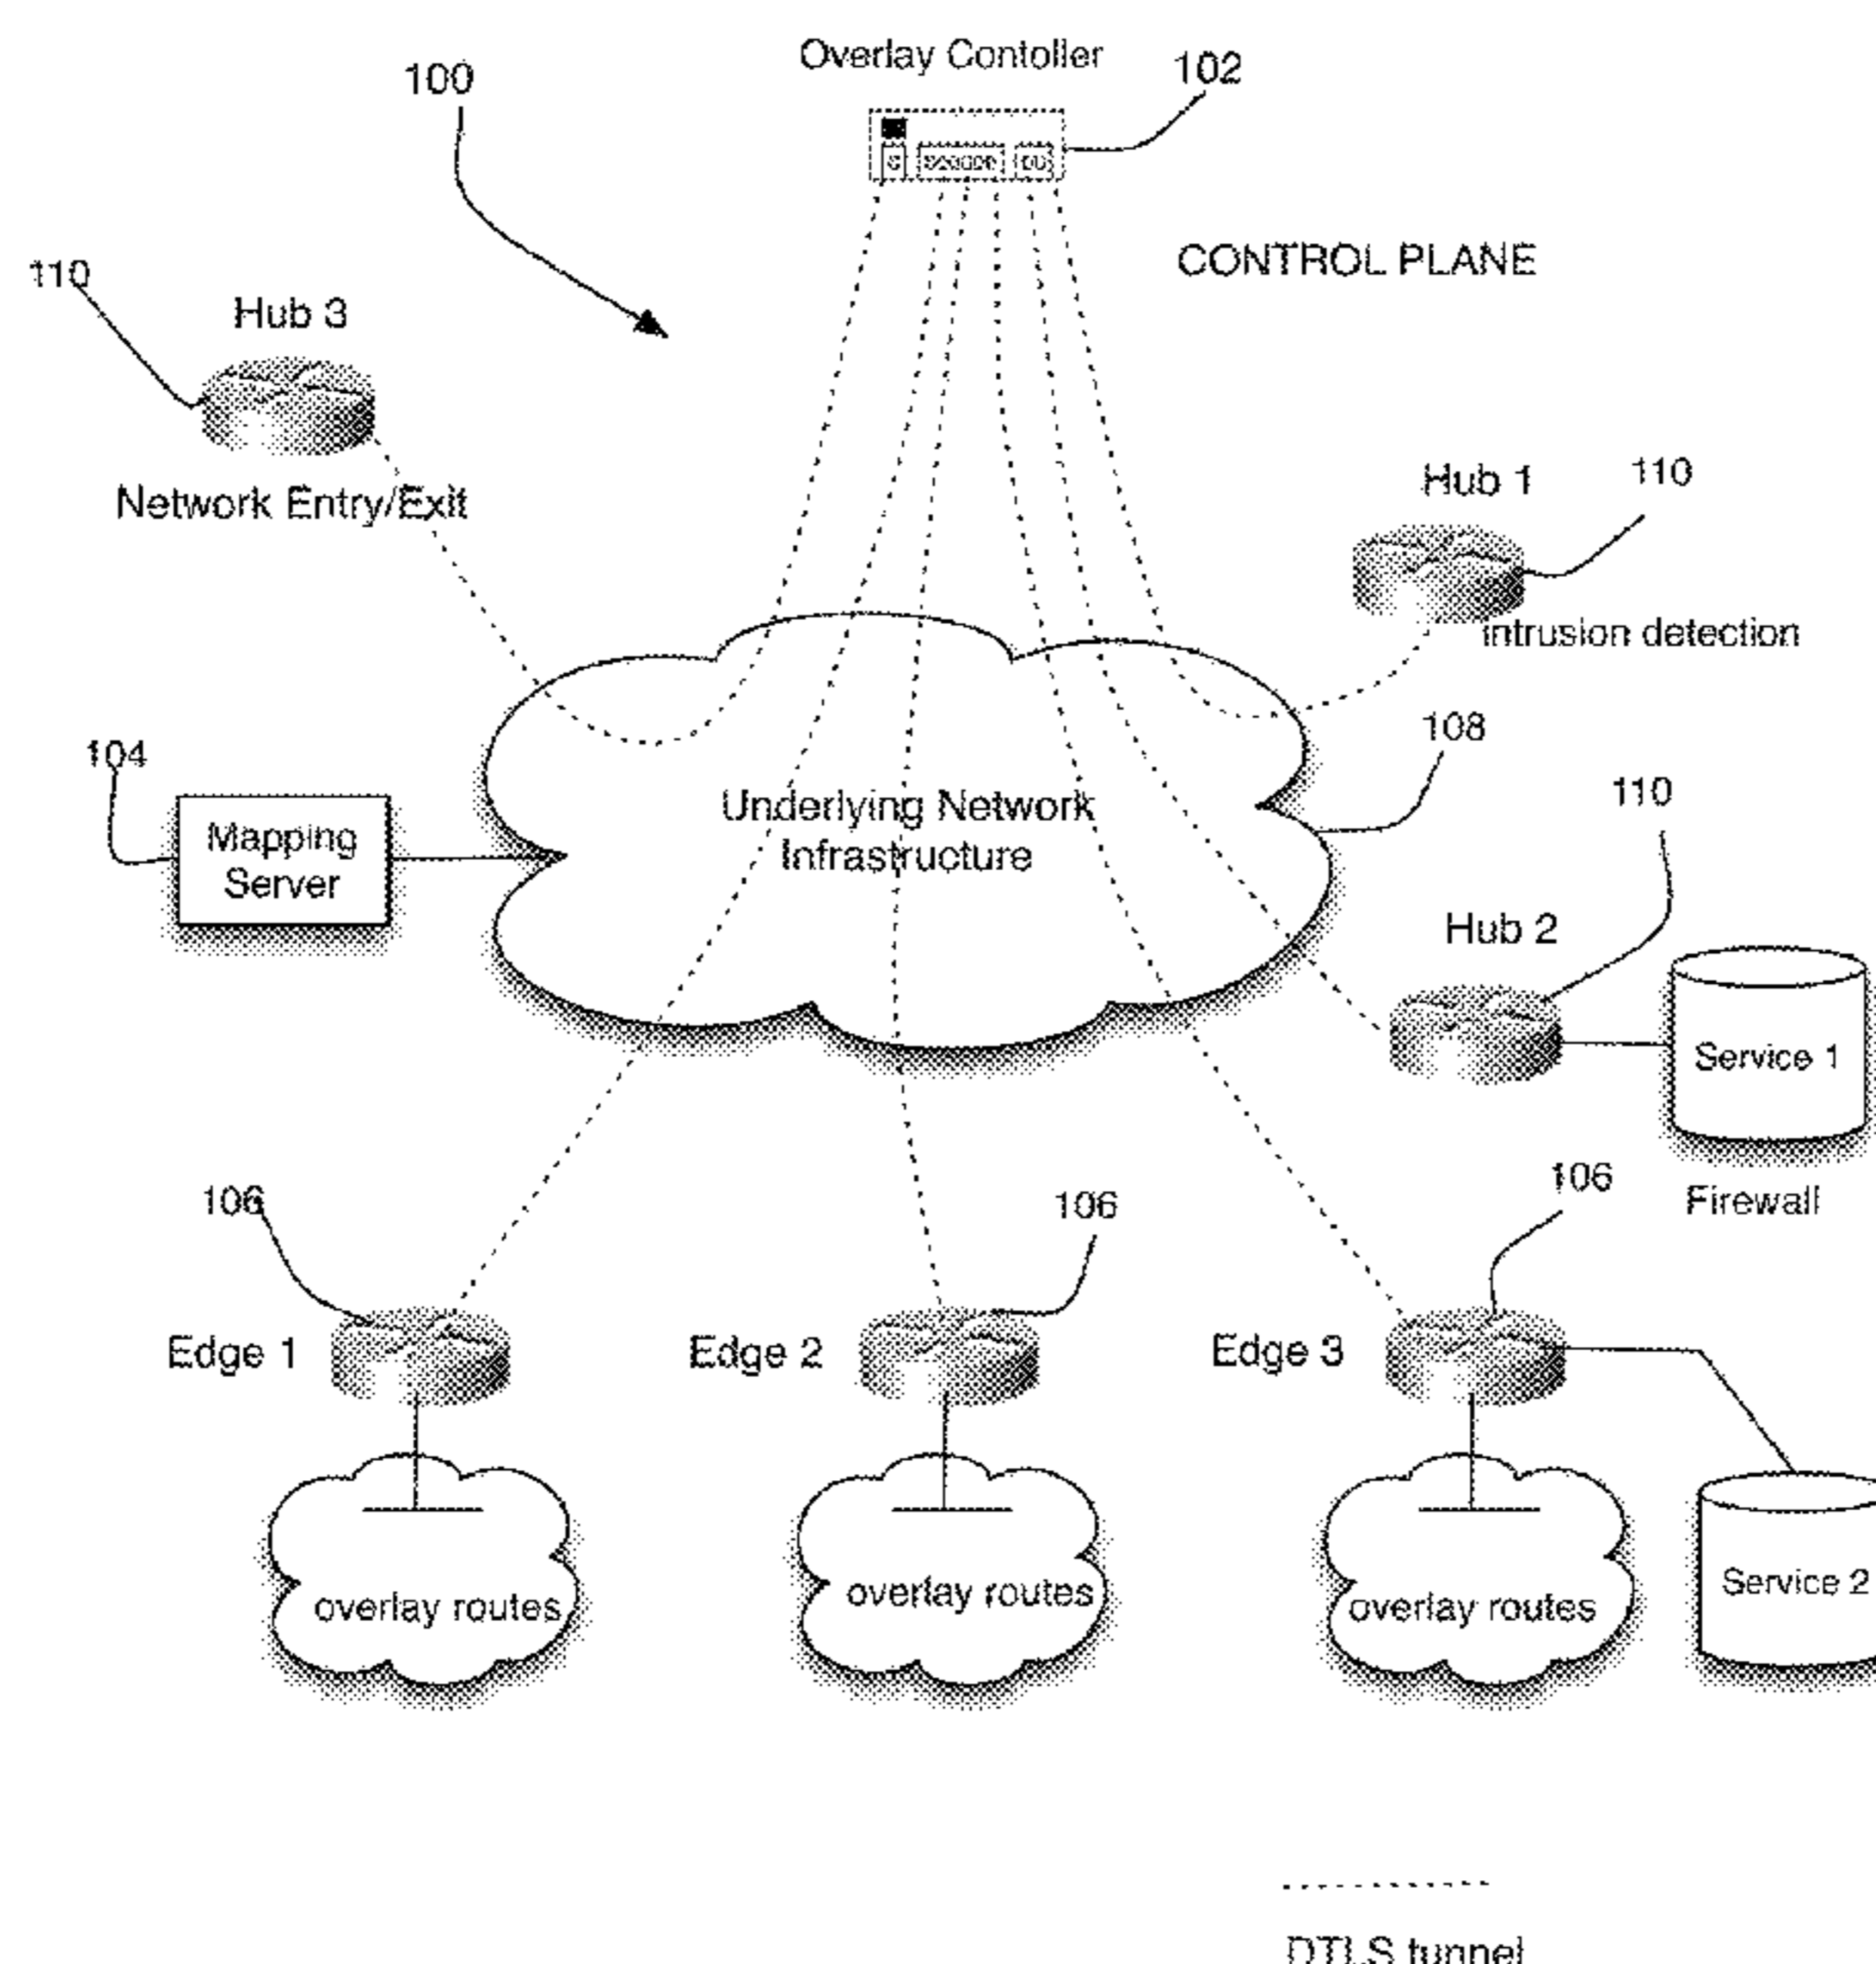 Overlay Contoller
102
100
CONTROL PLANE
110
Hub 3
Network Entry/Exit
Hub 1
110
intrusion detection
108
104
Mapping
Server
Underlying Network
Infrastructure
110
Hub 2
Service 1
Firewall
106
106
106
Edge 1
Edge 2
Edge 3
overlay routes
overlay routes
overlay routes
Service 2
DTLS tunnel